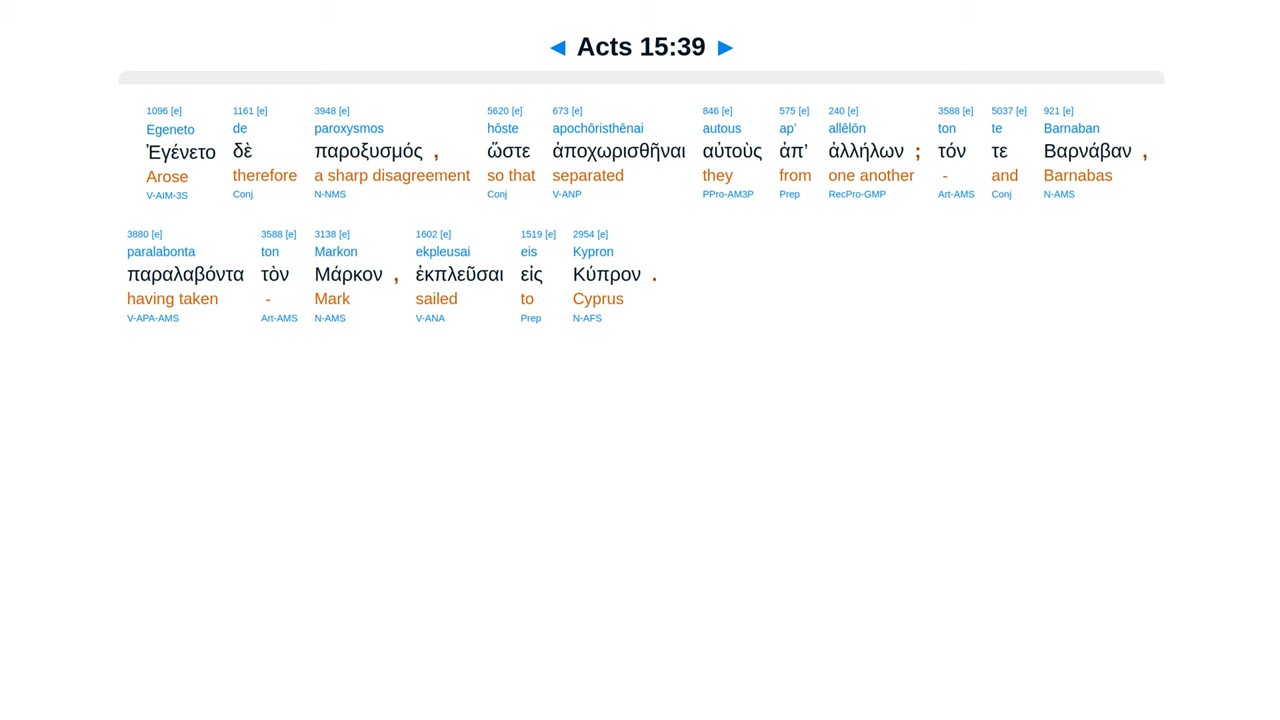 ◄ Acts 15:39 ►
1096 [e] 1161 [e] 3948 [e] 5620 [e] 673 [e] 846 [e] 575 [e] 240 [e] 3588 [e] 5037 [e] 921 [e]
Egeneto de paroxysmos hōste apochōristhēnai autous ap’ allēlōn ton te Barnaban
Ἐγένετο δὲ παροξυσμός , ὥστε ἀποχωρισθῆναι αὐτοὺς ἀπ’ ἀλλήλων ; τόν τε Βαρνάβαν ,
Arose therefore a sharp disagreement so that separated they from one another - and Barnabas
V-AIM-3S Conj N-NMS Conj V-ANP PPro-AM3P Prep RecPro-GMP Art-AMS Conj N-AMS
3880 [e] 3588 [e] 3138 [e] 1602 [e] 1519 [e] 2954 [e]
paralabonta ton Markon ekpleusai eis Kypron
παραλαβόντα τὸν Μάρκον , ἐκπλεῦσαι εἰς Κύπρον .
having taken - Mark sailed to Cyprus
V-APA-AMS Art-AMS N-AMS V-ANA Prep N-AFS